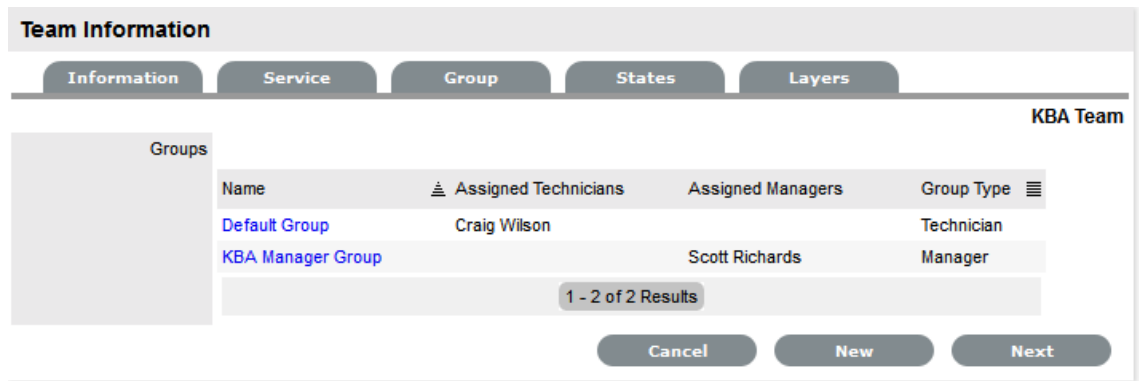 Team Information
Information Service Group States Layers
KBA Team
Groups
Name Assigned Technicians Assigned Managers Group Type
Default Group Craig Wilson Technician
KBA Manager Group Scott Richards Manager
1 - 2 of 2 Results
Cancel New Next